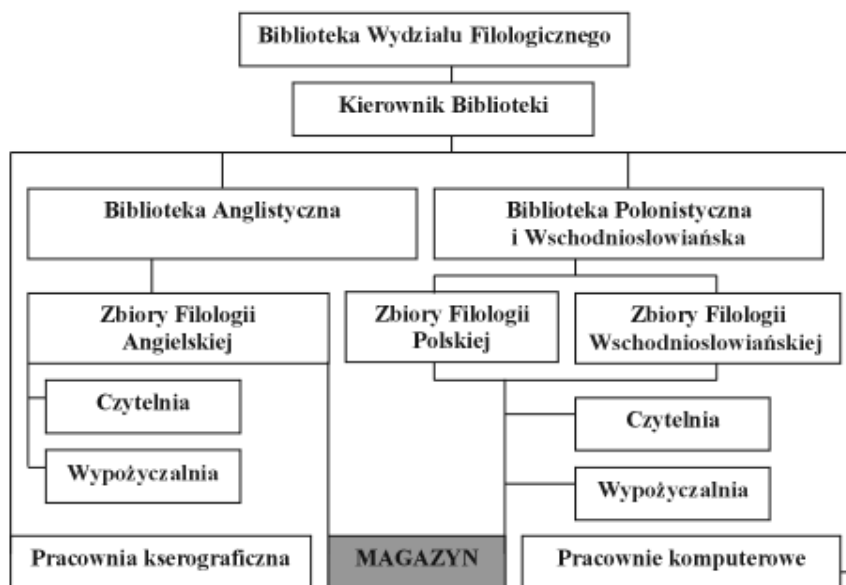 Biblioteka Wydziału Filologicznego
Kierownik Biblioteki
Biblioteka Anglistyczna
Biblioteka Polonistyczna
i Wschodniosłowiańska
Zbiory Filologii
Angielskiej
Zbiory Filologii
Polskiej
Zbiory Filologii
Wschodniosłowiańskiej
Czytelnia
Wypożyczalnia
Czytelnia
Wypożyczalnia
Pracownia kserograficzna
MAGAZYN
Pracownie komputerowe